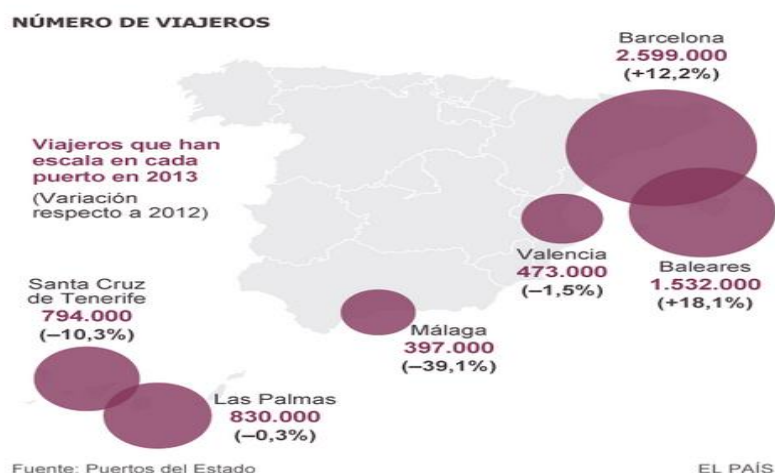 NÚMERO DE VIAJEROS
Barcelona
2.599.000
(+12,2%)
Viajeros que han
escala en cada
puerto en 2013
(Variación
respecto a 2012)
Valencia
473.000
(–1,5%)
Baleares
1.532.000
(+18,1%)
Santa Cruz
de Tenerife
794.000
(–10,3%)
Málaga
397.000
(–39,1%)
Las Palmas
830.000
(–0,3%)
Fuente: Puertos del Estado
EL PAÍS